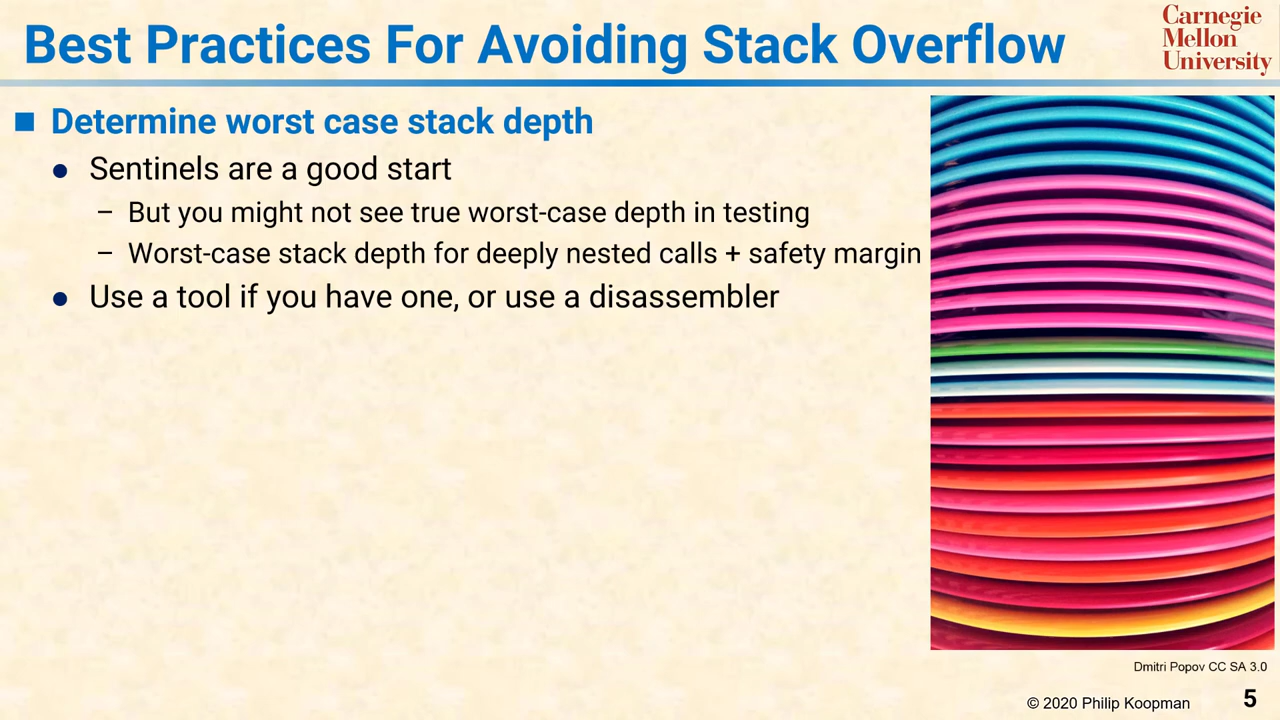 Best Practices For Avoiding Stack Overflow
Carnegie
Mellon
University
Determine worst case stack depth
Sentinels are a good start
– But you might not see true worst-case depth in testing
– Worst-case stack depth for deeply nested calls + safety margin
Use a tool if you have one, or use a disassembler
Dmitri Popov CC SA 3.0
© 2020 Philip Koopman
5